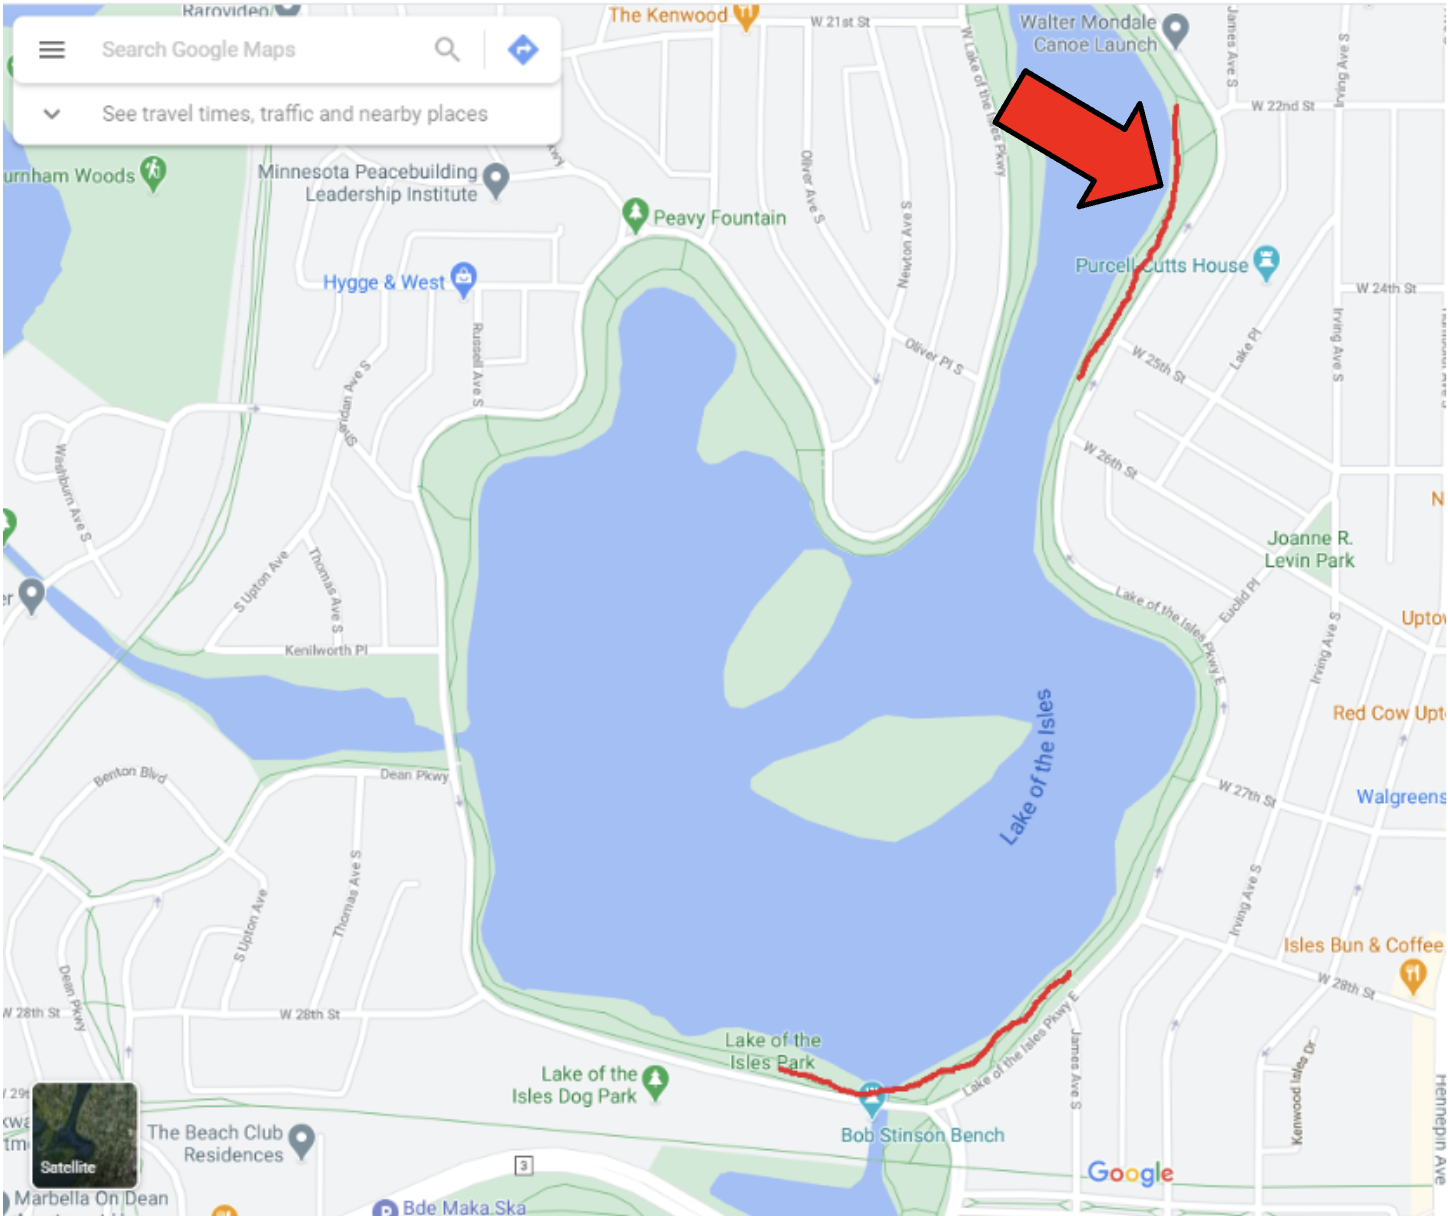 Rarovideo
The Kenwood
W 21st St
Walter Mondale
Canoe Launch
James Ave S
Irving Ave S
Search Google Maps
See travel times, traffic and nearby places
W Lake of the Isles Pkwy
W 22nd St
urnham Woods
Minnesota Peacebuilding
Leadership Institute
Oliver Ave S
Newton Ave S
Peavy Fountain
Purcell-Cutts House
Hygge & West
W 24th St
Russell Ave S
Oliver Pl S
W 25th St
Lake Pl
Irving Ave S
Sheridan Ave S
Washburn Ave S
W 26th St
N
Joanne R.
Levin Park
S Upton Ave
Thomas Ave S
Lake of the Isles Pkwy E
Euclid Pl
er
Uptov
Kenilworth Pl
Irving Ave S
Lake of the Isles
Red Cow Upt
Benton Blvd
Dean Pkwy
W 27th St
Walgreens
S Upton Ave
Thomas Ave S
Irving Ave S
Isles Bun & Coffee
Dean Pkwy
W 28th St
W 28th St
W 28th St
Lake of the
Isles Park
Lake of the Isles Pkwy E
James Ave S
Kenwood Isles Dr
Lake of the
Isles Dog Park
Hennepin Ave
Bob Stinson Bench
The Beach Club
Residences
Satellite
3
Google
Marbella On Dean
Bde Maka Ska